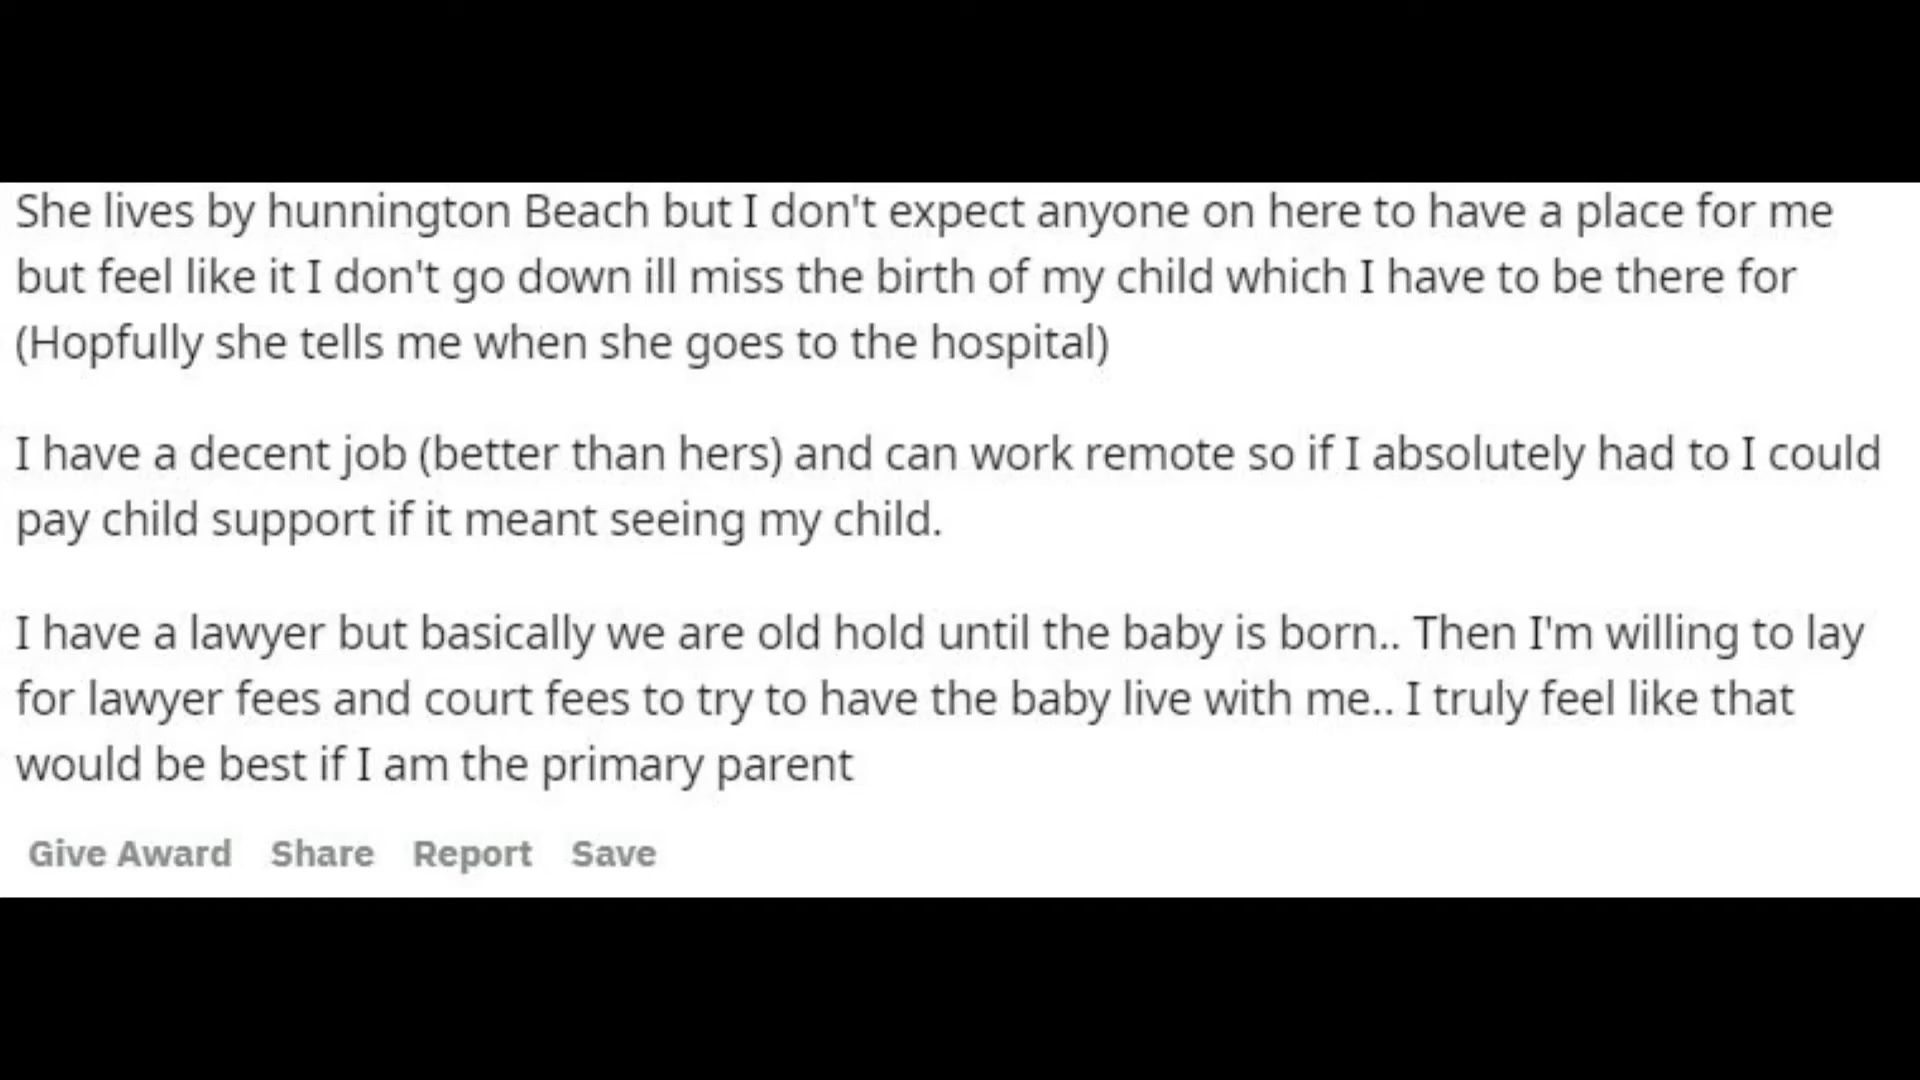 She lives by hunnington Beach but I don't expect anyone on here to have a place for me
but feel like it I don't go down ill miss the birth of my child which I have to be there for
(Hopfully she tells me when she goes to the hospital)
I have a decent job (better than hers) and can work remote so if I absolutely had to I could
pay child support if it meant seeing my child.
I have a lawyer but basically we are old hold until the baby is born.. Then I'm willing to lay
for lawyer fees and court fees to try to have the baby live with me.. I truly feel like that
would be best if I am the primary parent
Give Award Share Report Save